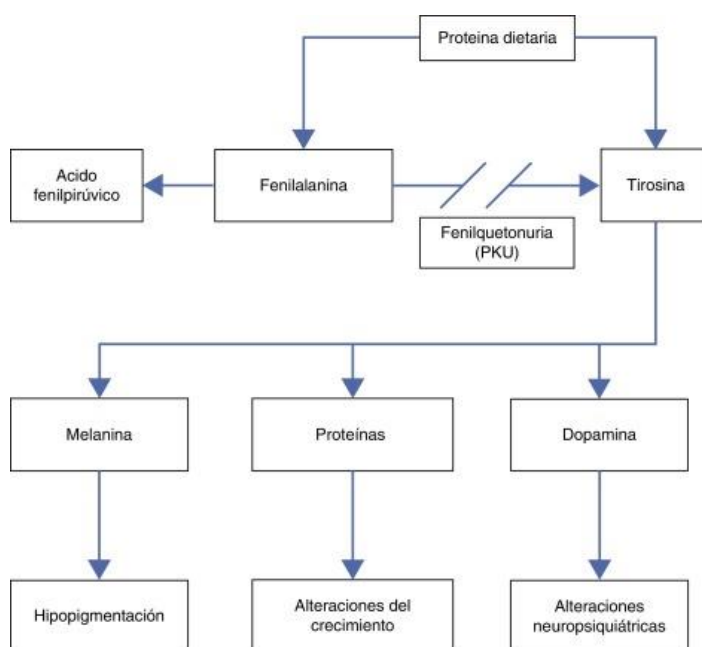 Proteina dietaria
Acido
fenilpirúvico
Fenilalanina
Tirosina
Fenilquetonuria
(PKU)
Melanina
Proteínas
Dopamina
Hipopigmentación
Alteraciones del
crecimiento
Alteraciones
neuropsiquiátricas